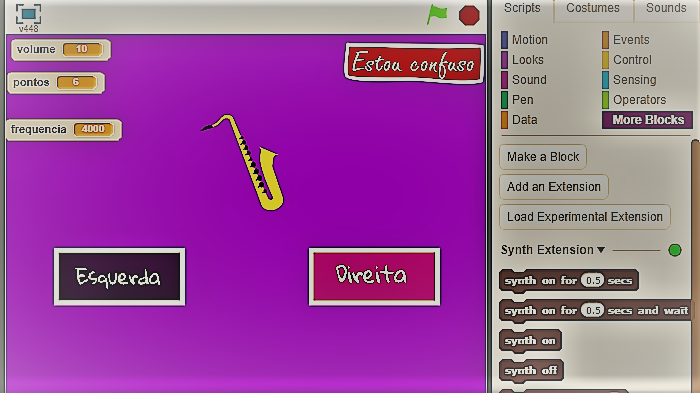 v448
volume 10
pontos 6
frequencia 4000
Estou confuso
Esquerda
Direita
Scripts Costumes Sounds
Motion Events
Looks Control
Sound Sensing
Pen Operators
Data More Blocks
Make a Block
Add an Extension
Load Experimental Extension
Synth Extension
synth on for 0.5 secs
synth on for 0.5 secs and wait
synth on
synth off